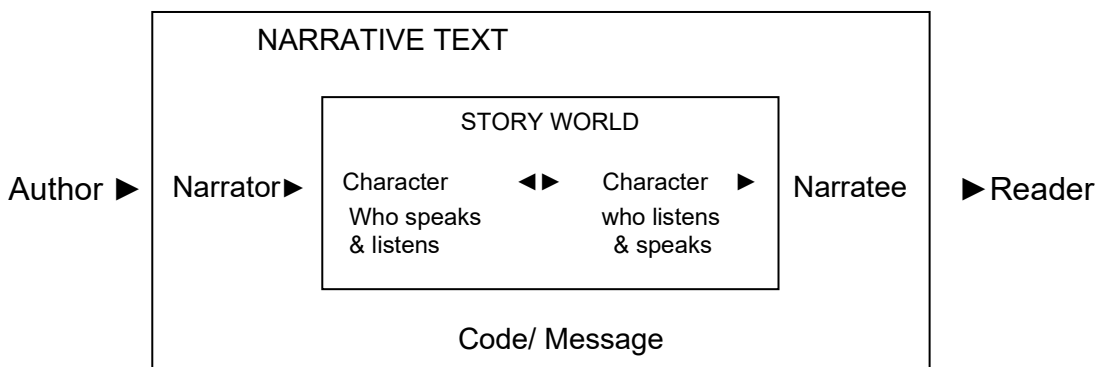 NARRATIVE TEXT
STORY WORLD
Author ► Narrator► Character ◄► Character ► Narratee ►Reader
Who speaks who listens
& listens & speaks
Code/ Message